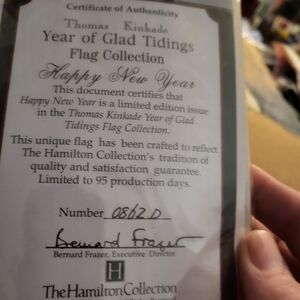 Certificate of Authenticity
Thomas Kinkade
Year of Glad Tidings
Flag Collection
Happy New Year
This document certifies that
Happy New Year is a limited edition issue
in the Thomas Kinkade Year of Glad
Tidings Flag Collection.
This unique flag has been crafted to reflect
The Hamilton Collection's tradition of
quality and satisfaction guarantee.
Limited to 95 production days.
Number 0862 D
Bernard Frazer
Bernard Frazer, Executive Director
H
The Hamilton Collection